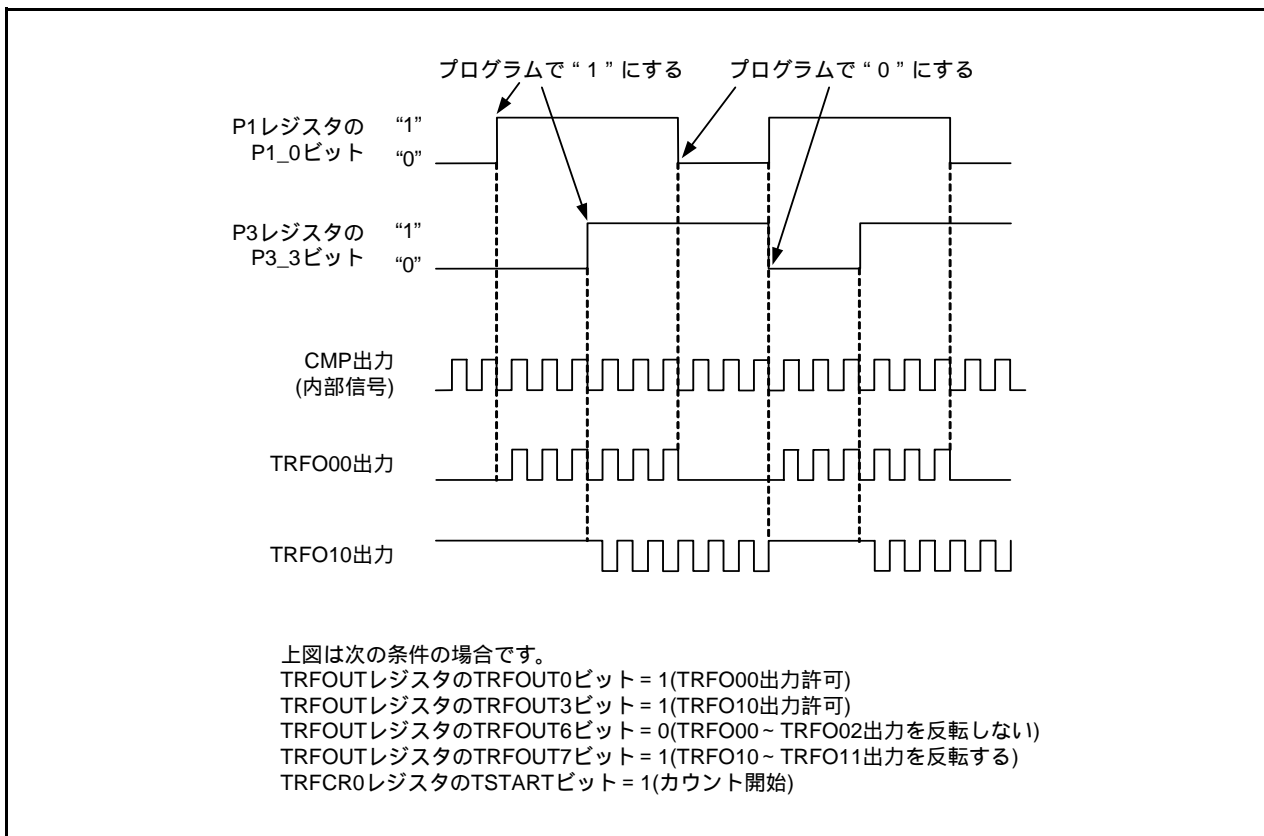 プログラムで “ 1 ” にする
プログラムで “ 0 ” にする
P1レジスタの “1”
P1_0ビット “0”
P3レジスタの “1”
P3_3ビット “0”
CMP出力
(内部信号)
TRFO00出力
TRFO10出力
上図は次の条件の場合です。
TRFOUTレジスタのTRFOUT0ビット = 1(TRFO00出力許可)
TRFOUTレジスタのTRFOUT3ビット = 1(TRFO10出力許可)
TRFOUTレジスタのTRFOUT6ビット = 0(TRFO00~ TRFO02出力を反転しない)
TRFOUTレジスタのTRFOUT7ビット = 1(TRFO10~ TRFO11出力を反転する)
TRFCR0レジスタのTSTARTビット = 1(カウント開始)